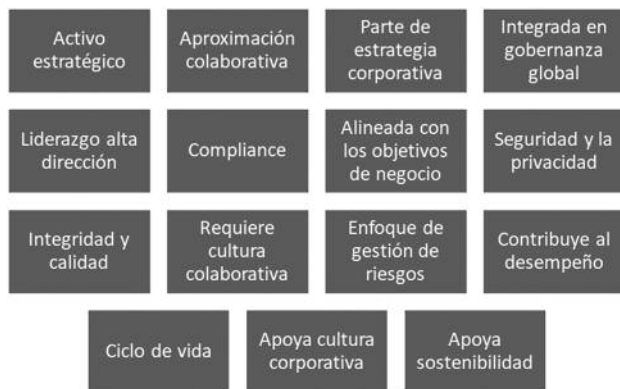 Activo
estratégico
Aproximación
colaborativa
Parte de
estrategia
corporativa
Integrada en
gobernanza
global
Liderazgo alta
dirección
Compliance
Alineada con
los objetivos
de negocio
Seguridad y la
privacidad
Integridad y
calidad
Requiere
cultura
colaborativa
Enfoque de
gestión de
riesgos
Contribuye al
desempeño
Ciclo de vida
Apoya cultura
corporativa
Apoya
sostenibilidad